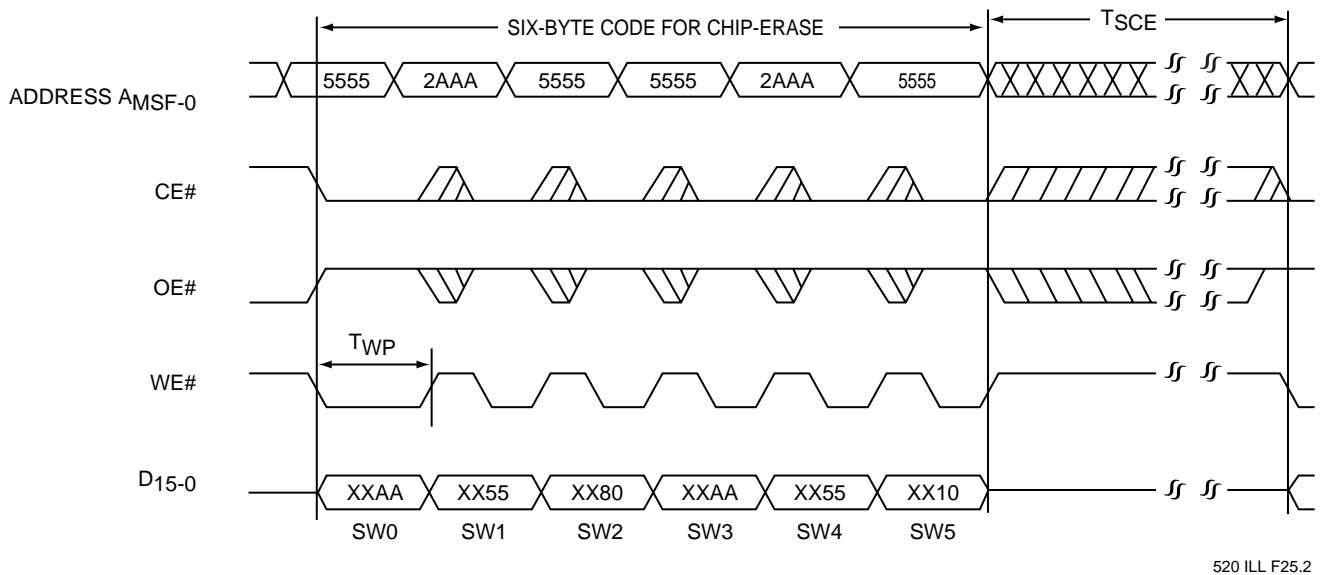 SIX-BYTE CODE FOR CHIP-ERASE
TSCE
ADDRESS AMSF-0
5555 2AAA 5555 5555 2AAA 5555
CE#
OE#
TWP
WE#
D15-0
XXAA XX55 XX80 XXAA XX55 XX10
SW0 SW1 SW2 SW3 SW4 SW5
520 ILL F25.2